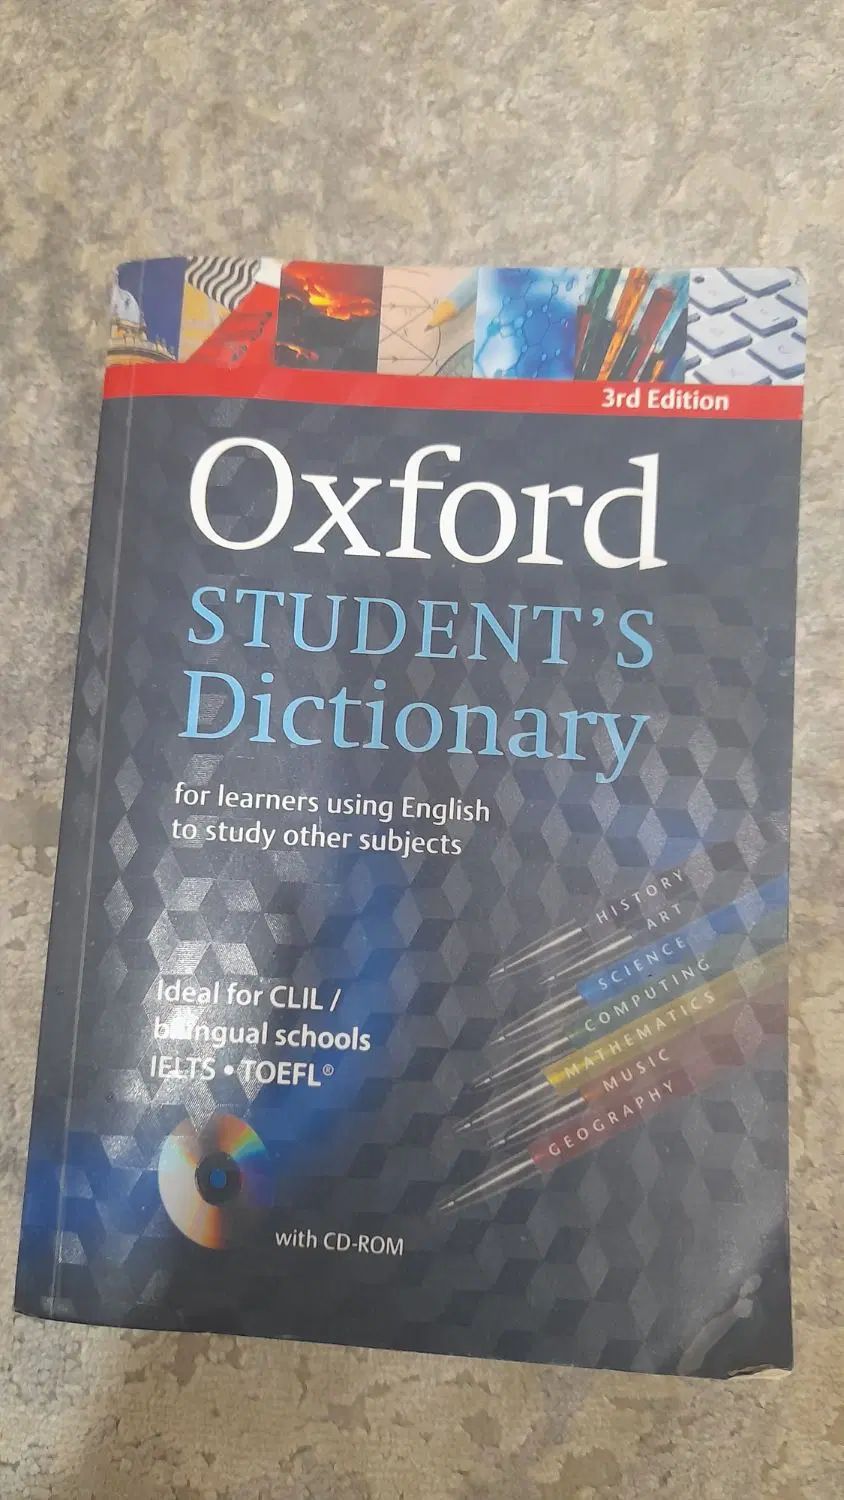 3rd Edition
Oxford
STUDENT'S
Dictionary
for learners using English
to study other subjects
HISTORY
ART
SCIENCE
COMPUTING
MATHEMATICS
MUSIC
GEOGRAPHY
Ideal for CLIL /
bilingual schools
IELTS • TOEFL®
with CD-ROM